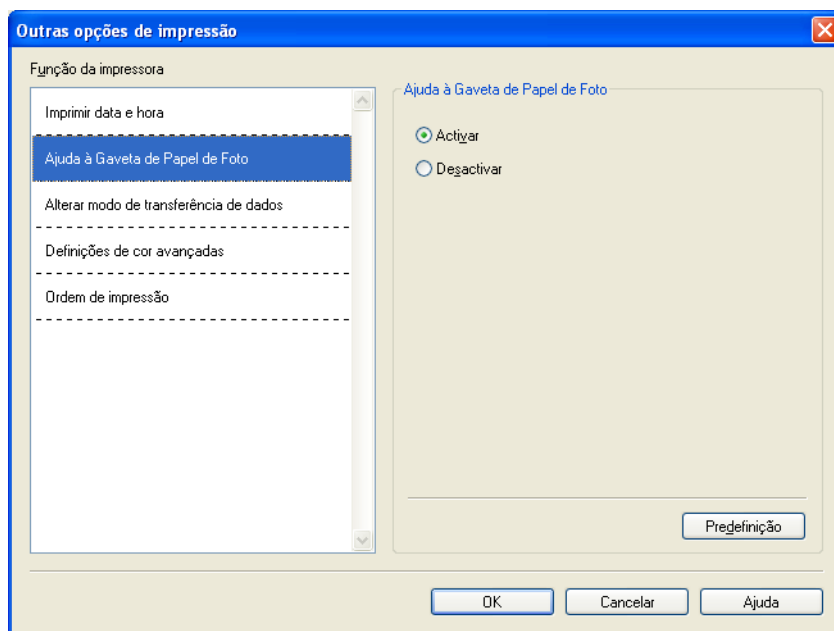 Outras opções de impressão
Função da impressora
Imprimir data e hora
Ajuda à Gaveta de Papel de Foto
Alterar modo de transferência de dados
Definições de cor avançadas
Ordem de impressão
Ajuda à Gaveta de Papel de Foto
Activar
Desactivar
Predefinição
OK Cancelar Ajuda